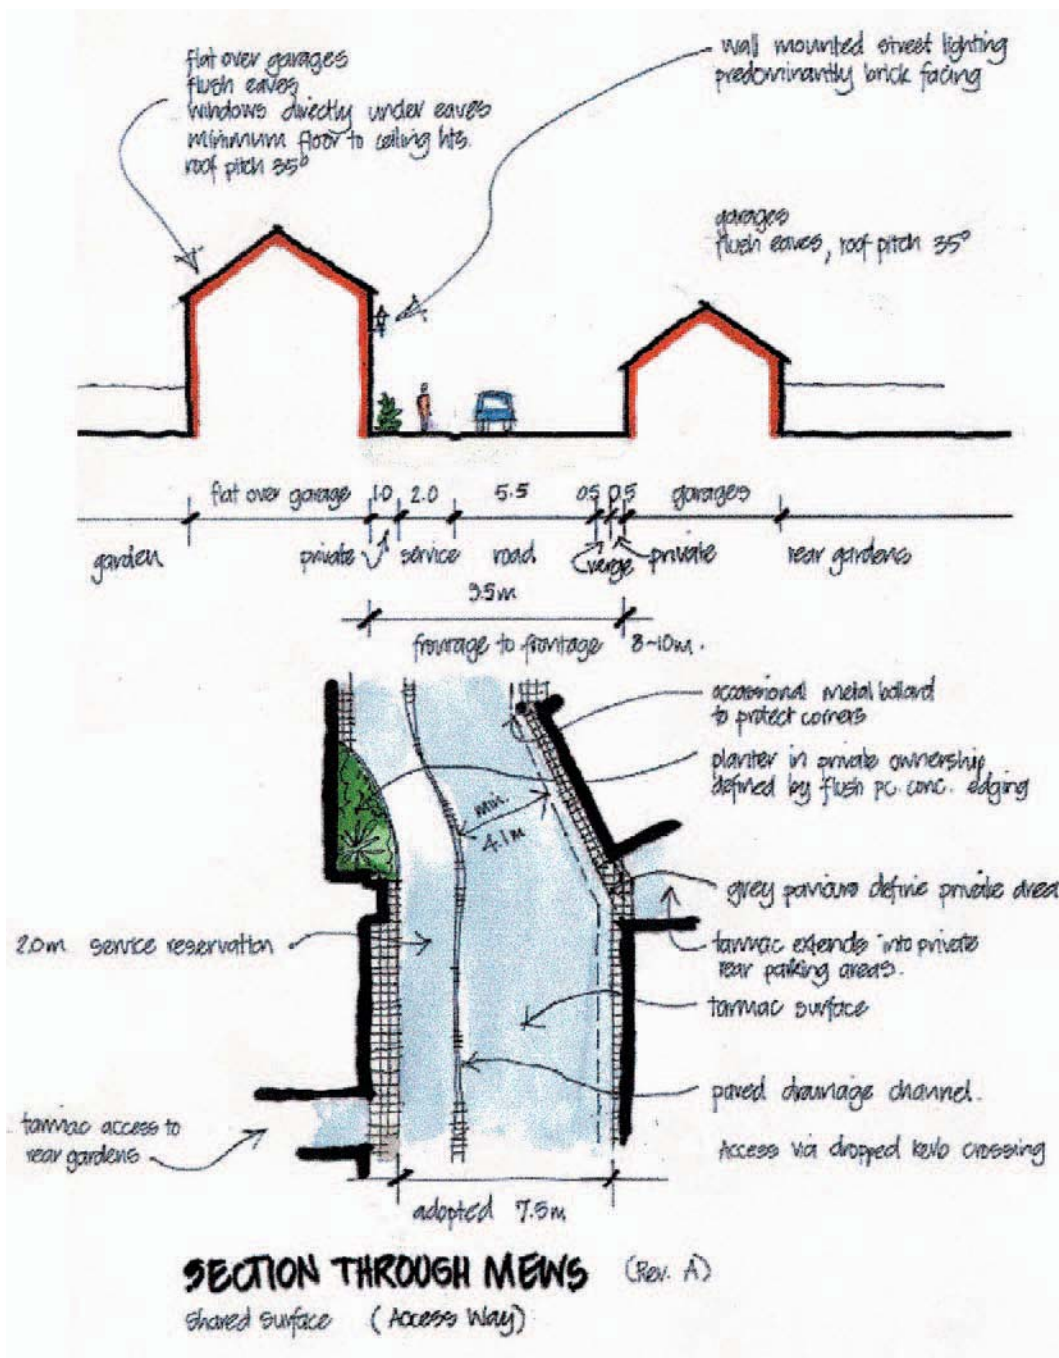 flat over garages
flush eaves
windows directly under eaves
minimum floor to ceiling hts.
roof pitch 35°
wall mounted street lighting
predominantly brick facing
garages
flush eaves, roof pitch 35°
flat over garage 1.0 2.0 5.5 0.5 0.5 garages
garden private service road verge private rear gardens
9.5m
frontage to frontage 8-10m.
occassional metal bollard
to protect corners
planter in private ownership
defined by flush pc. conc. edging
min.
4.1m
grey paviours define private area
2.0m service reservation
tarmac extends into private
rear parking areas.
tarmac surface
paved drainage channel.
tarmac access to
rear gardens
Access via dropped kerb crossing
adopted 7.5m
SECTION THROUGH MEWS (Rev. A)
shared surface (Access Way)